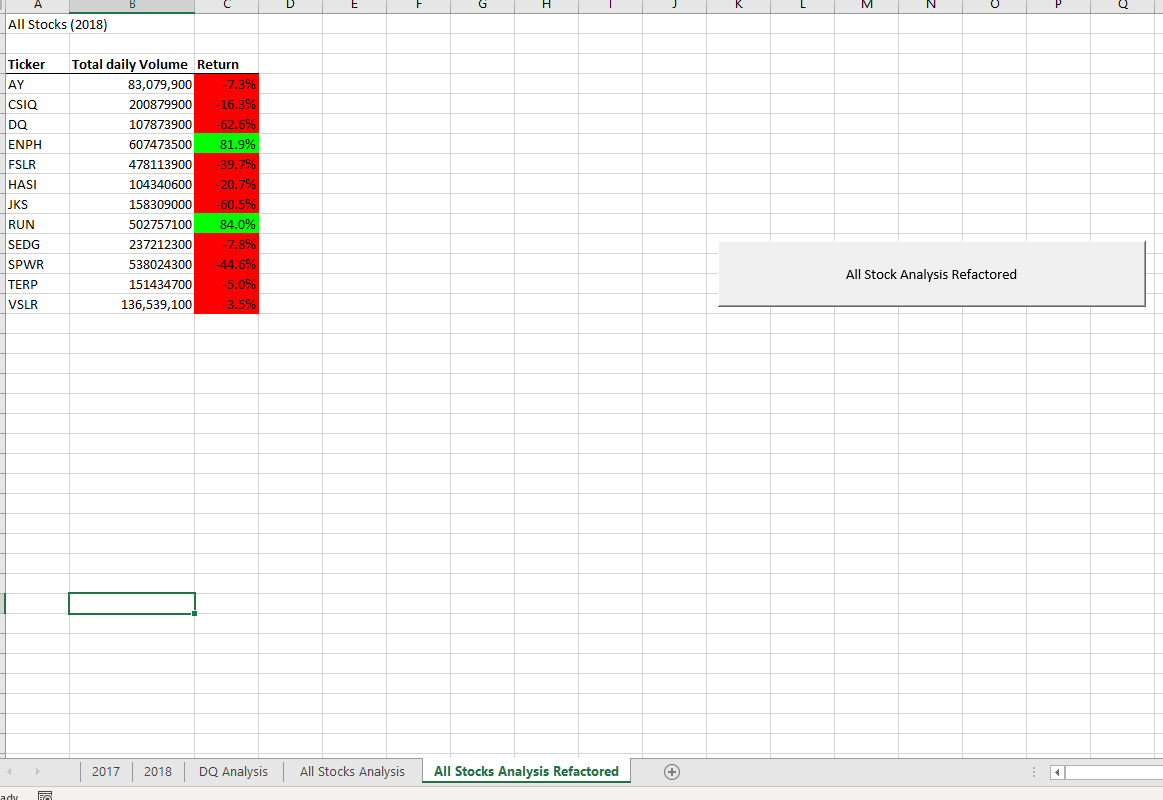 A B C D E F G H I J K L M N O P Q
All Stocks (2018)
Ticker Total daily Volume Return
AY 83,079,900 -7.3%
CSIQ 200879900 -16.3%
DQ 107873900 -62.6%
ENPH 607473500 81.9%
FSLR 478113900 -39.7%
HASI 104340600 -20.7%
JKS 158309000 -60.5%
RUN 502757100 84.0%
SEDG 237212300 -7.8%
SPWR 538024300 -44.6%
TERP 151434700 -5.0%
VSLR 136,539,100 -3.5%
All Stock Analysis Refactored
2017 2018 DQ Analysis All Stocks Analysis All Stocks Analysis Refactored